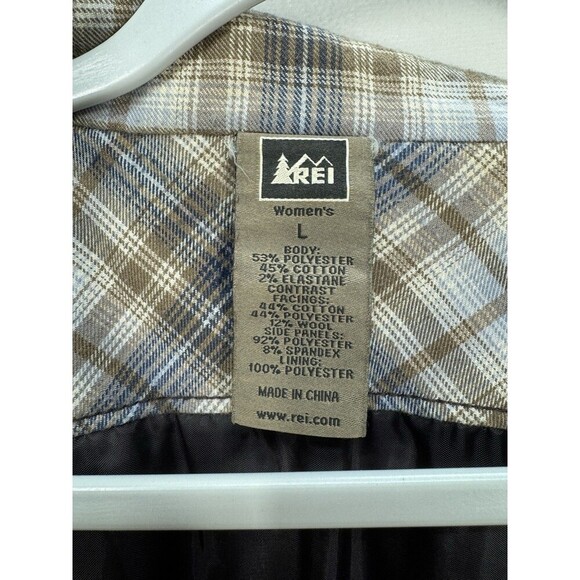 REI
Women's
L
BODY:
53% POLYESTER
45% COTTON
2% ELASTANE
CONTRAST
FACINGS:
44% COTTON
44% POLYESTER
12% WOOL
SIDE PANELS:
92% POLYESTER
8% SPANDEX
LINING:
100% POLYESTER
MADE IN CHINA
www.rei.com